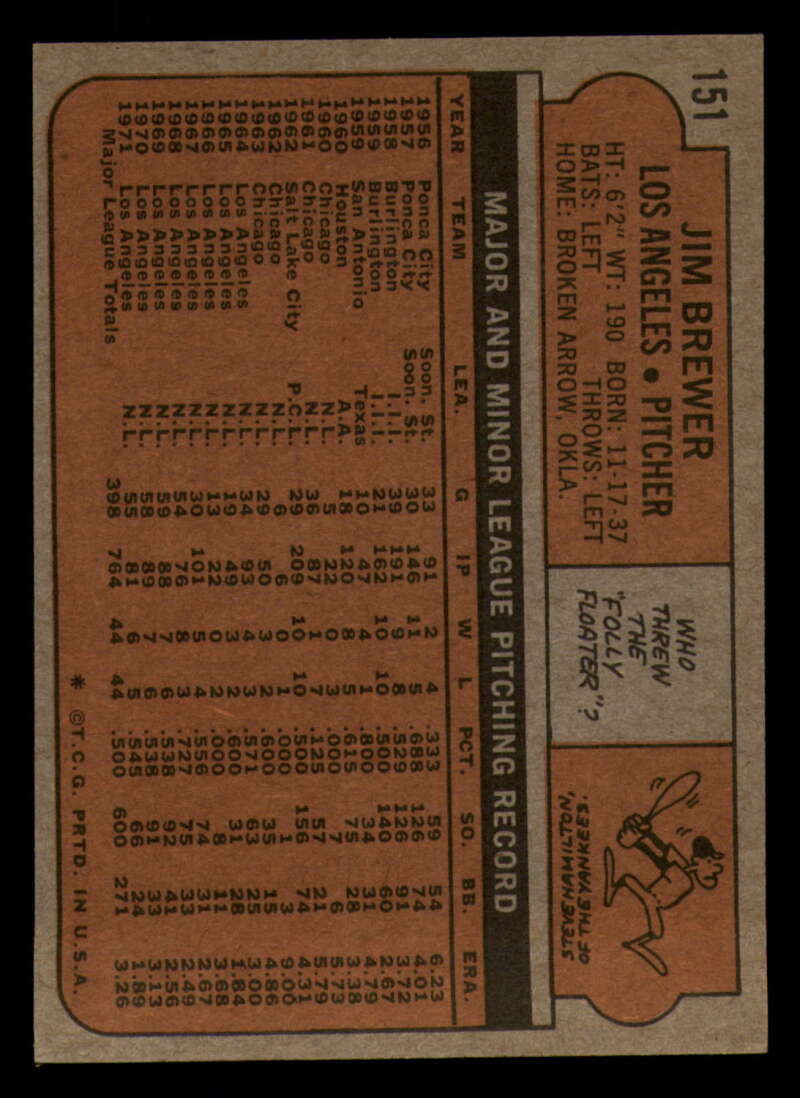 151
JIM BREWER
LOS ANGELES • PITCHER
HT: 6'2" WT: 190 BORN: 11-17-37
BATS: LEFT THROWS: LEFT
HOME: BROKEN ARROW, OKLA.
WHO
THREW
THE
"FOLLY
FLOATER"?
STEVE HAMILTON,
OF THE YANKEES.
MAJOR AND MINOR LEAGUE PITCHING RECORD
YEAR TEAM LEA. G IP W L PCT. SO. BB. ERA.
1956 Ponca City Soon. St. 33 91 2 4 .333 59 54 6.23
1957 Ponca City Soon. St. 30 146 11 5 .688 126 74 4.01
1958 Burlington I.I.I. 39 191 9 8 .529 126 91 3.72
1959 Burlington I.I.I. 21 162 10 10 .500 140 60 2.67
1959 San Antonio Texas 10 47 4 1 .800 34 31 4.79
1960 Houston A.A. 18 120 8 5 .615 75 28 3.38
1960 Chicago N.L. 5 22 0 3 .000 7 6 5.73
1961 Chicago N.L. 36 87 1 7 .125 57 21 5.79
1962 Salt Lake City P.C.L. 29 209 10 10 .500 156 74 4.31
1962 Chicago N.L. 6 6 0 1 .000 1 3 9.00
1963 Chicago N.L. 29 50 3 2 .600 35 15 4.86
1964 Los Angeles N.L. 34 93 4 3 .571 63 25 3.00
1965 Los Angeles N.L. 19 49 3 2 .600 31 28 1.84
1966 Los Angeles N.L. 13 22 0 2 .000 8 11 3.68
1967 Los Angeles N.L. 30 101 5 4 .556 74 31 2.67
1968 Los Angeles N.L. 54 76 8 3 .727 75 33 2.49
1969 Los Angeles N.L. 59 88 7 6 .538 92 41 2.56
1970 Los Angeles N.L. 58 89 7 6 .538 91 33 3.13
1971 Los Angeles N.L. 55 81 6 5 .545 66 24 1.89
Major League Totals 398 764 44 44 .500 600 271 3.26
* ©T.C.G. PRTD. IN U.S.A.